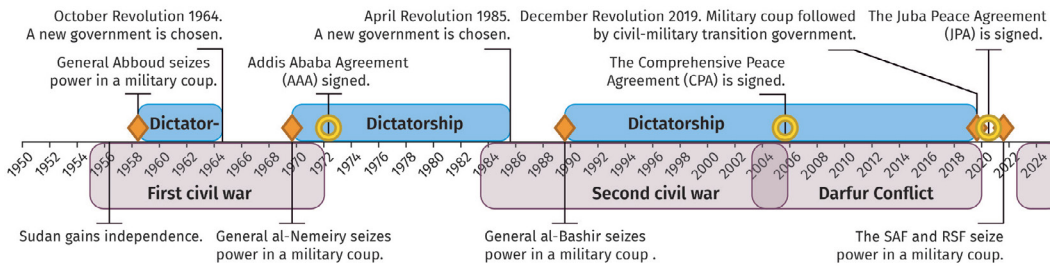 October Revolution 1964.
A new government is chosen.
April Revolution 1985.
A new government is chosen.
December Revolution 2019. Military coup followed
by civil-military transition government.
The Juba Peace Agreement
(JPA) is signed.
General Abboud seizes
power in a military coup.
Addis Ababa Agreement
(AAA) signed.
The Comprehensive Peace
Agreement (CPA) is signed.
Dictator-
Dictatorship
Dictatorship
1950 1952 1954 1956 1958 1960 1962 1964 1966 1968 1970 1972 1974 1976 1978 1980 1982 1984 1986 1988 1990 1992 1994 1996 1998 2000 2002 2004 2006 2008 2010 2012 2014 2016 2018 2020 2022 2024
First civil war
Second civil war
Darfur Conflict
Sudan gains independence.
General al-Nemeiry seizes
power in a military coup.
General al-Bashir seizes
power in a military coup .
The SAF and RSF seize
power in a military coup.